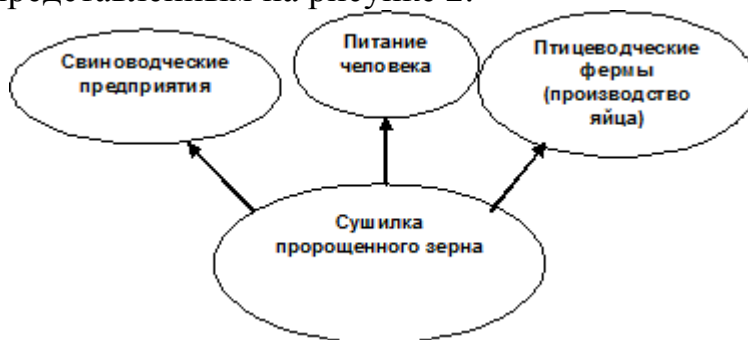 представленным на рисунке 2.
Свиноводческие
предприятия
Питание
человека
Птицеводческие
фермы
(производство
яйца)
Сушилка
пророщенного зерна